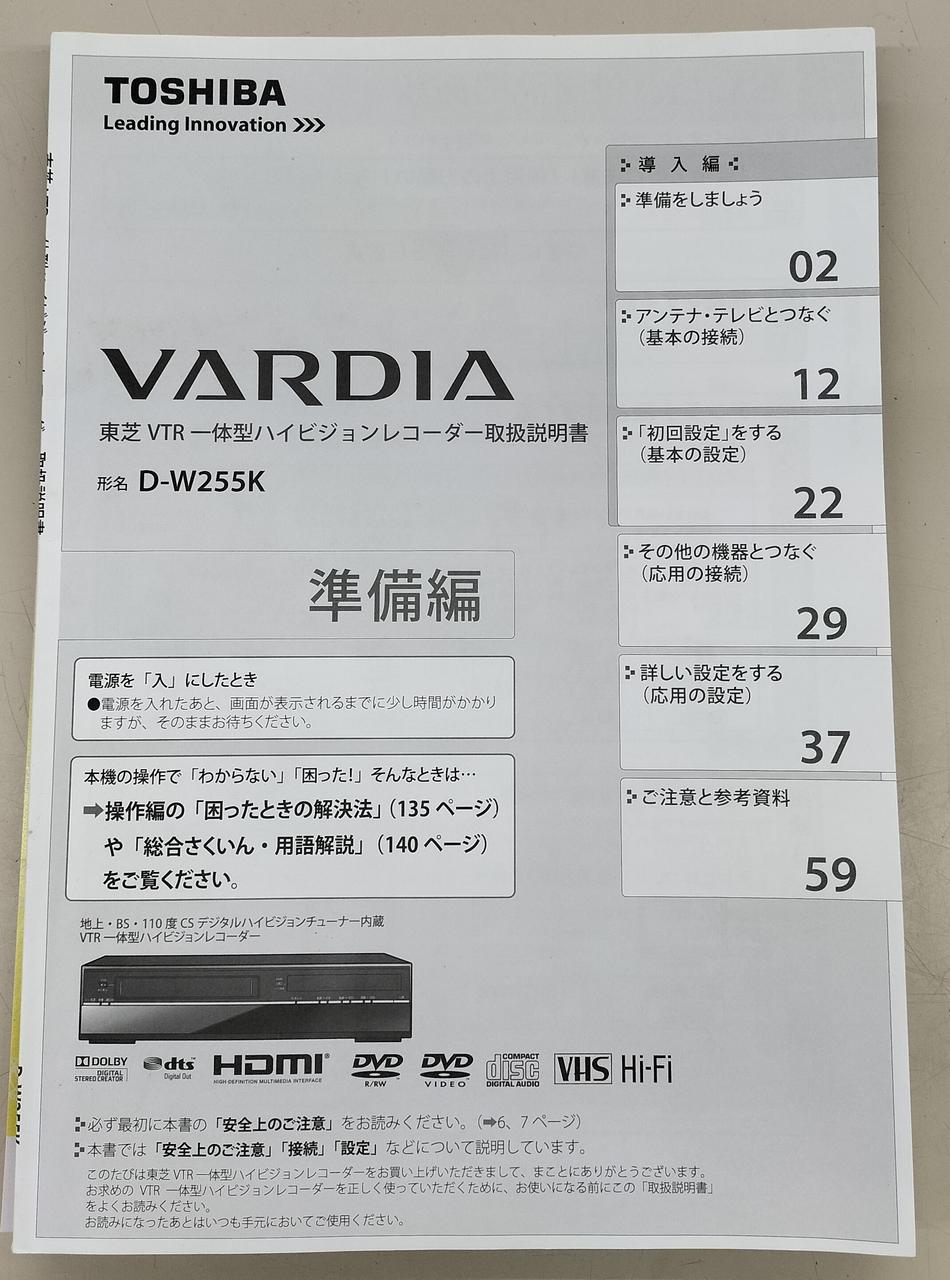 TOSHIBA
Leading Innovation >>>
導入編
準備をしましょう
02
アンテナ・テレビとつなぐ
（基本の接続）
12
「初回設定」をする
（基本の設定）
22
その他の機器とつなぐ
（応用の接続）
29
詳しい設定をする
（応用の設定）
37
ご注意と参考資料
59
VARDIA
東芝 VTR 一体型ハイビジョンレコーダー取扱説明書
形名 D-W255K
準備編
電源を「入」にしたとき
●電源を入れたあと、画面が表示されるまでに少し時間がかかり
ますが、そのままお待ちください。
本機の操作で「わからない」「困った!」そんなときは…
➡操作編の「困ったときの解決法」（135 ページ）
や「総合さくいん・用語解説」（140 ページ）
をご覧ください。
地上・BS・110 度 CS デジタルハイビジョンチューナー内蔵
VTR 一体型ハイビジョンレコーダー
DOLBY
DIGITAL
STEREO CREATOR
dts
Digital Out
HDMI®
HIGH-DEFINITION MULTIMEDIA INTERFACE
DVD
R/RW
DVD
VIDEO
COMPACT
disc
DIGITAL AUDIO
VHS Hi-Fi
必ず最初に本書の「安全上のご注意」をお読みください。（➡6、7 ページ）
本書では「安全上のご注意」「接続」「設定」などについて説明しています。
このたびは東芝 VTR 一体型ハイビジョンレコーダーをお買い上げいただきまして、まことにありがとうございます。
お求めの VTR 一体型ハイビジョンレコーダーを正しく使っていただくために、お使いになる前にこの「取扱説明書」
をよくお読みください。
お読みになったあとはいつも手元においてご使用ください。